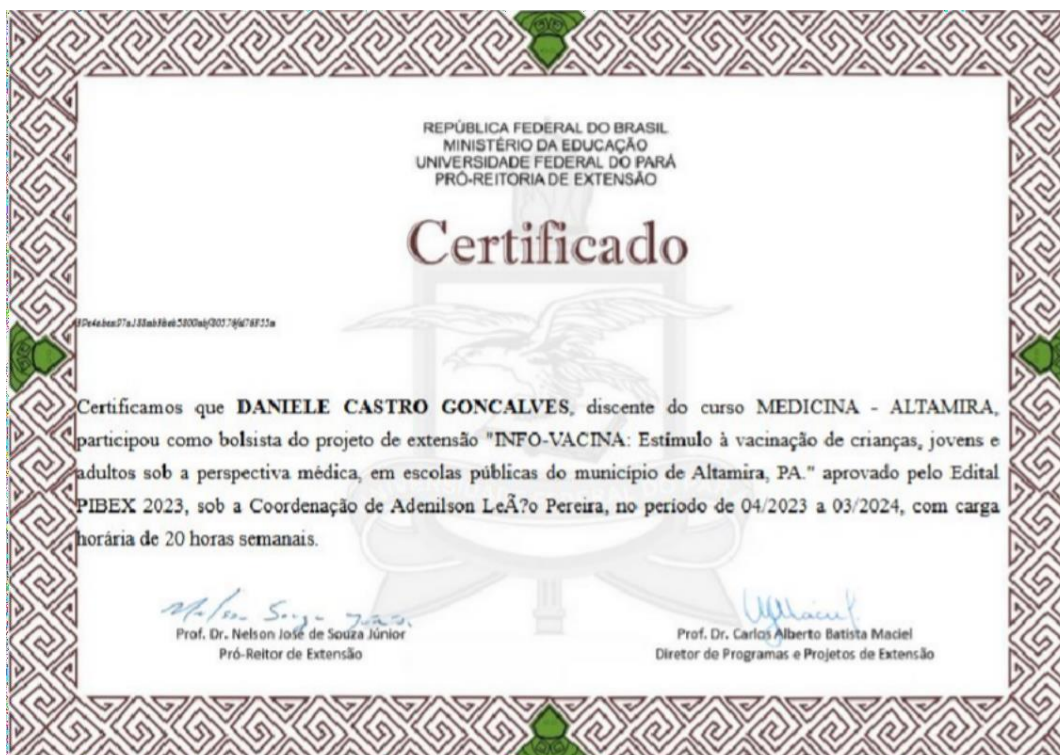 REPÚBLICA FEDERAL DO BRASIL
MINISTÉRIO DA EDUCAÇÃO
UNIVERSIDADE FEDERAL DO PARÁ
PRÓ-REITORIA DE EXTENSÃO
Certificado
Certificamos que DANIELE CASTRO GONCALVES, discente do curso MEDICINA - ALTAMIRA,
participou como bolsista do projeto de extensão "INFO-VACINA: Estímulo à vacinação de crianças, jovens e
adultos sob a perspectiva médica, em escolas públicas do município de Altamira, PA." aprovado pelo Edital
PIBEX 2023, sob a Coordenação de Adenilson LeÃ?o Pereira, no período de 04/2023 a 03/2024, com carga
horária de 20 horas semanais.
Prof. Dr. Nelson José de Souza Júnior
Pró-Reitor de Extensão
Prof. Dr. Carlos Alberto Batista Maciel
Diretor de Programas e Projetos de Extensão